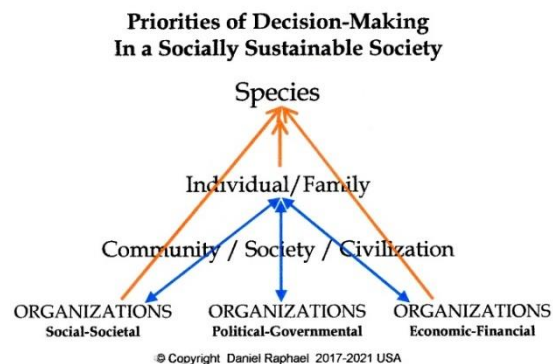 Priorities of Decision-Making
In a Socially Sustainable Society
Species
Individual/Family
Community / Society / Civilization
ORGANIZATIONS ORGANIZATIONS ORGANIZATIONS
Social-Societal Political-Governmental Economic-Financial
© Copyright Daniel Raphael 2017-2021 USA